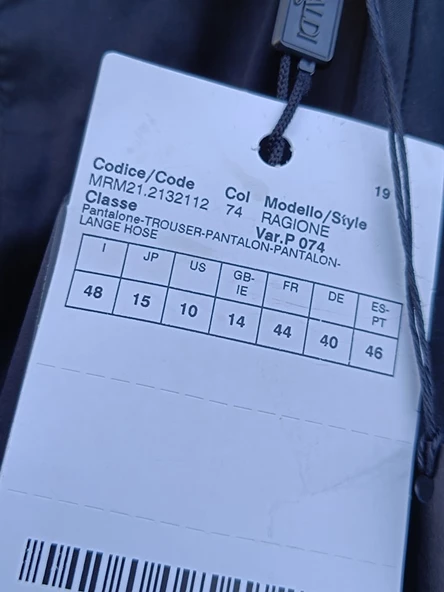 ALDI
19
Codice/Code Col Modello/Style
MRM21.2132112 74 RAGIONE
Classe Var.P 074
Pantalone-TROUSER-PANTALON-PANTALON-
LANGE HOSE
I JP US GB-IE FR DE ES-PT
48 15 10 14 44 40 46